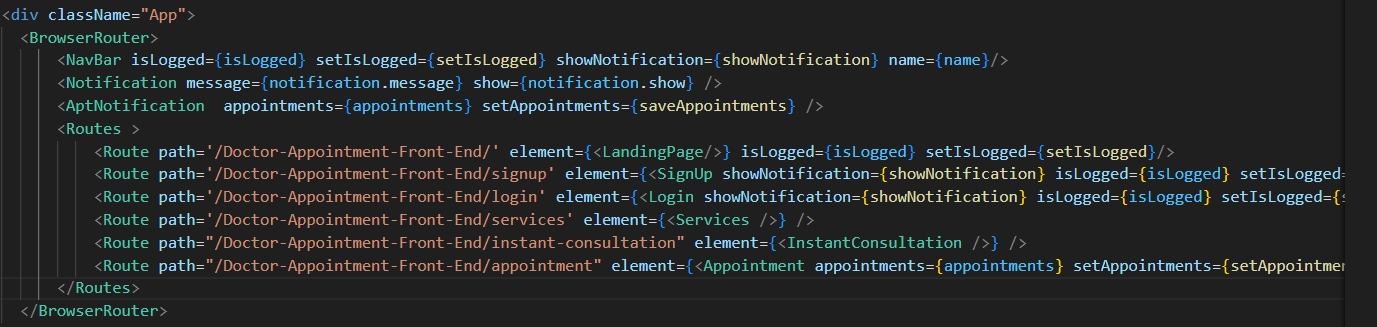 <div className="App">
<BrowserRouter>
<NavBar isLogged={isLogged} setIsLogged={setIsLogged} showNotification={showNotification} name={name}/>
<Notification message={notification.message} show={notification.show} />
<AptNotification  appointments={appointments} setAppointments={saveAppointments} />
<Routes >
<Route path='/Doctor-Appointment-Front-End/' element={<LandingPage/>} isLogged={isLogged} setIsLogged={setIsLogged}/>
<Route path='/Doctor-Appointment-Front-End/signup' element={<SignUp showNotification={showNotification} isLogged={isLogged} setIsLogged=
<Route path='/Doctor-Appointment-Front-End/login' element={<Login showNotification={showNotification} isLogged={isLogged} setIsLogged={
<Route path='/Doctor-Appointment-Front-End/services' element={<Services />} />
<Route path="/Doctor-Appointment-Front-End/instant-consultation" element={<InstantConsultation />} />
<Route path="/Doctor-Appointment-Front-End/appointment" element={<Appointment appointments={appointments} setAppointments={setAppointme
</Routes>
</BrowserRouter>